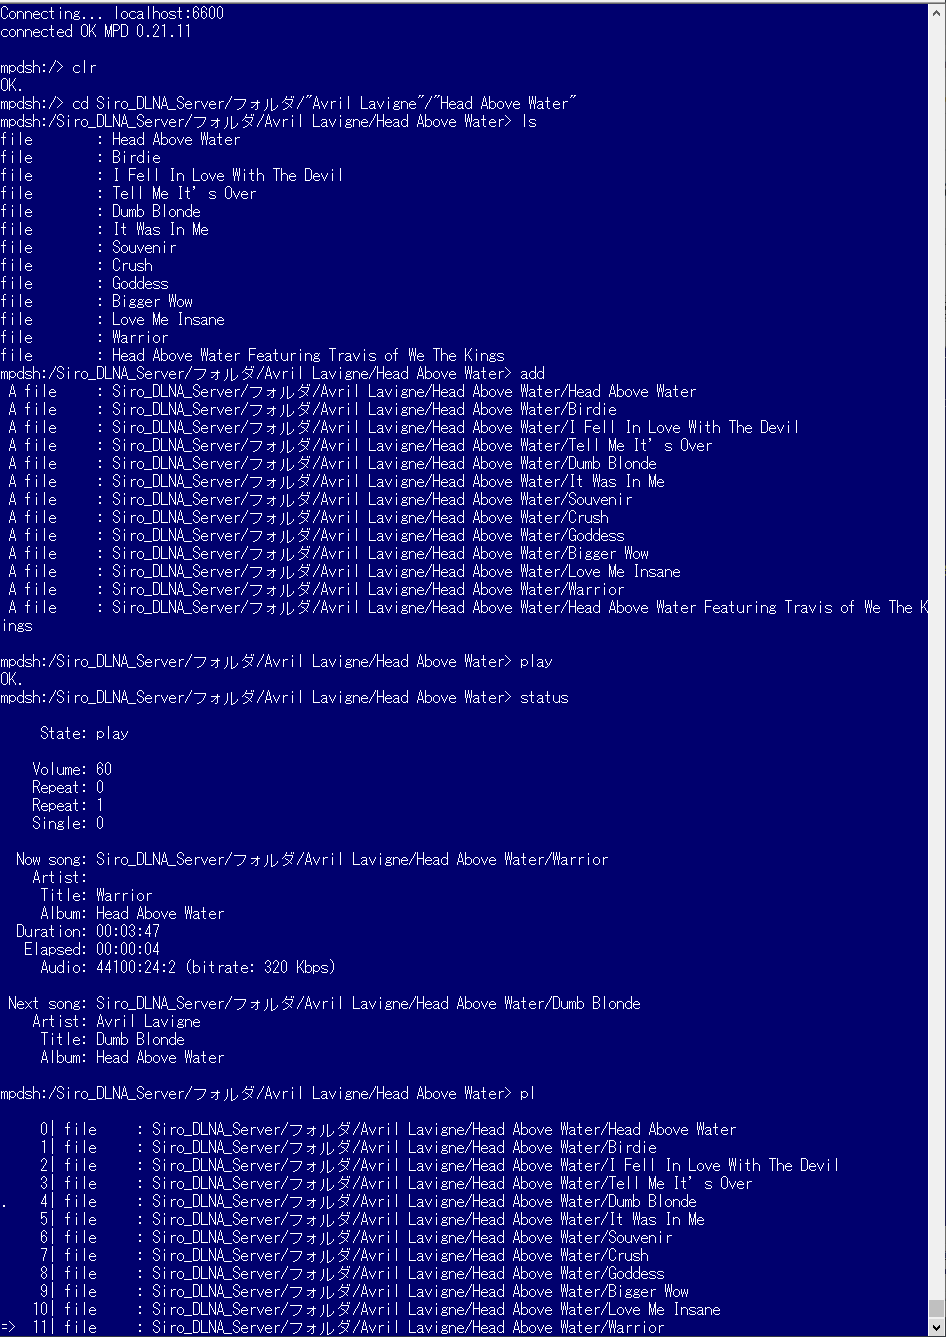 Connecting... localhost:6600
connected OK MPD 0.21.11
mpdsh:/> clr
OK.
mpdsh:/> cd Siro_DLNA_Server/フォルダ/"Avril Lavigne"/"Head Above Water"
mpdsh:/Siro_DLNA_Server/フォルダ/Avril Lavigne/Head Above Water> ls
file        : Head Above Water
file        : Birdie
file        : I Fell In Love With The Devil
file        : Tell Me It’s Over
file        : Dumb Blonde
file        : It Was In Me
file        : Souvenir
file        : Crush
file        : Goddess
file        : Bigger Wow
file        : Love Me Insane
file        : Warrior
file        : Head Above Water Featuring Travis of We The Kings
mpdsh:/Siro_DLNA_Server/フォルダ/Avril Lavigne/Head Above Water> add
 A file     : Siro_DLNA_Server/フォルダ/Avril Lavigne/Head Above Water/Head Above Water
 A file     : Siro_DLNA_Server/フォルダ/Avril Lavigne/Head Above Water/Birdie
 A file     : Siro_DLNA_Server/フォルダ/Avril Lavigne/Head Above Water/I Fell In Love With The Devil
 A file     : Siro_DLNA_Server/フォルダ/Avril Lavigne/Head Above Water/Tell Me It’s Over
 A file     : Siro_DLNA_Server/フォルダ/Avril Lavigne/Head Above Water/Dumb Blonde
 A file     : Siro_DLNA_Server/フォルダ/Avril Lavigne/Head Above Water/It Was In Me
 A file     : Siro_DLNA_Server/フォルダ/Avril Lavigne/Head Above Water/Souvenir
 A file     : Siro_DLNA_Server/フォルダ/Avril Lavigne/Head Above Water/Crush
 A file     : Siro_DLNA_Server/フォルダ/Avril Lavigne/Head Above Water/Goddess
 A file     : Siro_DLNA_Server/フォルダ/Avril Lavigne/Head Above Water/Bigger Wow
 A file     : Siro_DLNA_Server/フォルダ/Avril Lavigne/Head Above Water/Love Me Insane
 A file     : Siro_DLNA_Server/フォルダ/Avril Lavigne/Head Above Water/Warrior
 A file     : Siro_DLNA_Server/フォルダ/Avril Lavigne/Head Above Water/Head Above Water Featuring Travis of We The K
ings
mpdsh:/Siro_DLNA_Server/フォルダ/Avril Lavigne/Head Above Water> play
OK.
mpdsh:/Siro_DLNA_Server/フォルダ/Avril Lavigne/Head Above Water> status
State: play
Volume: 60
Repeat: 0
Repeat: 1
Single: 0
Now song: Siro_DLNA_Server/フォルダ/Avril Lavigne/Head Above Water/Warrior
Artist:
Title: Warrior
Album: Head Above Water
Duration: 00:03:47
Elapsed: 00:00:04
Audio: 44100:24:2 (bitrate: 320 Kbps)
Next song: Siro_DLNA_Server/フォルダ/Avril Lavigne/Head Above Water/Dumb Blonde
Artist: Avril Lavigne
Title: Dumb Blonde
Album: Head Above Water
mpdsh:/Siro_DLNA_Server/フォルダ/Avril Lavigne/Head Above Water> pl
     0| file     : Siro_DLNA_Server/フォルダ/Avril Lavigne/Head Above Water/Head Above Water
     1| file     : Siro_DLNA_Server/フォルダ/Avril Lavigne/Head Above Water/Birdie
     2| file     : Siro_DLNA_Server/フォルダ/Avril Lavigne/Head Above Water/I Fell In Love With The Devil
     3| file     : Siro_DLNA_Server/フォルダ/Avril Lavigne/Head Above Water/Tell Me It’s Over
.    4| file     : Siro_DLNA_Server/フォルダ/Avril Lavigne/Head Above Water/Dumb Blonde
     5| file     : Siro_DLNA_Server/フォルダ/Avril Lavigne/Head Above Water/It Was In Me
     6| file     : Siro_DLNA_Server/フォルダ/Avril Lavigne/Head Above Water/Souvenir
     7| file     : Siro_DLNA_Server/フォルダ/Avril Lavigne/Head Above Water/Crush
     8| file     : Siro_DLNA_Server/フォルダ/Avril Lavigne/Head Above Water/Goddess
     9| file     : Siro_DLNA_Server/フォルダ/Avril Lavigne/Head Above Water/Bigger Wow
    10| file     : Siro_DLNA_Server/フォルダ/Avril Lavigne/Head Above Water/Love Me Insane
=>  11| file     : Siro_DLNA_Server/フォルダ/Avril Lavigne/Head Above Water/Warrior